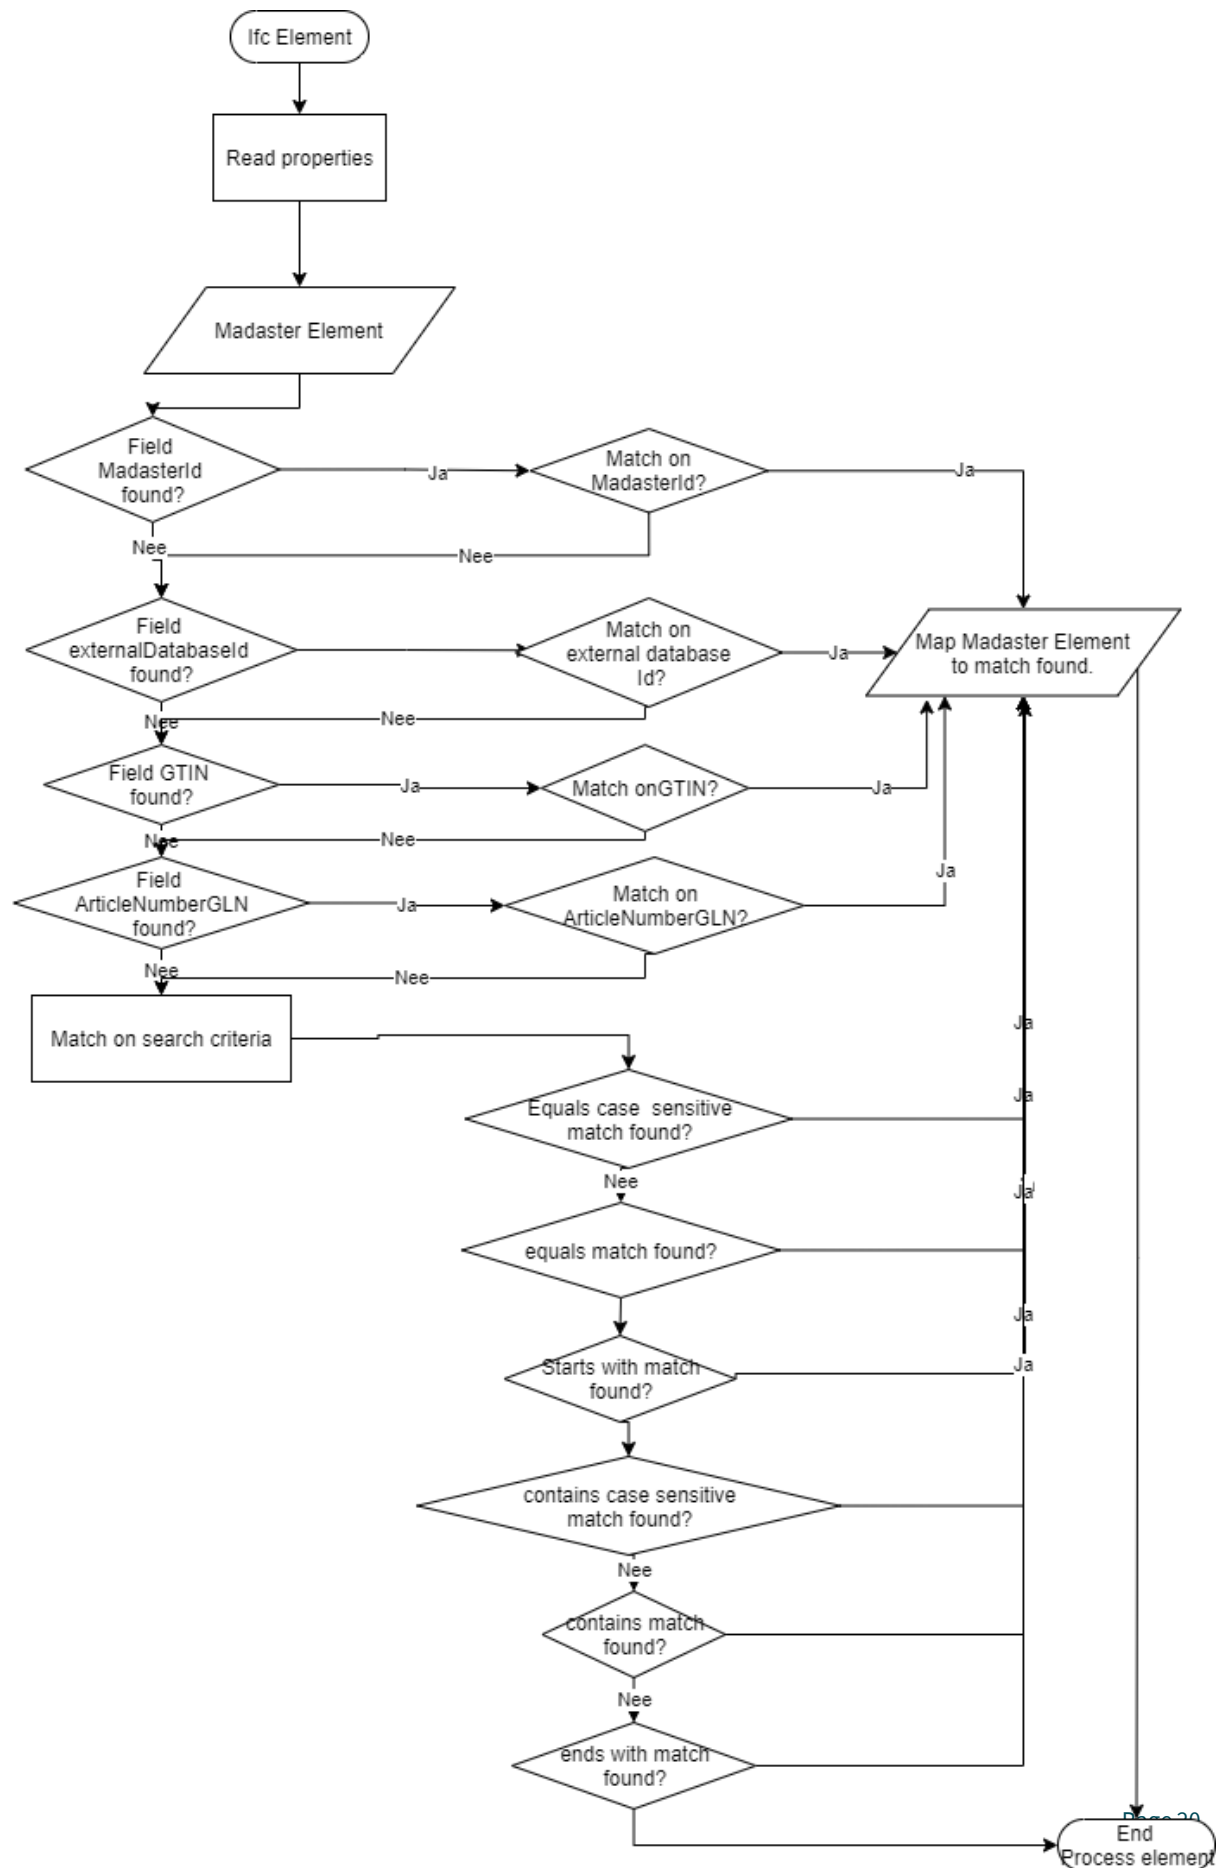 Ifc Element
Read properties
Madaster Element
Field
MadasterId
found?
Ja
Match on
MadasterId?
Ja
Nee
Nee
Field
externalDatabaseId
found?
Match on
external database
Id?
Ja
Map Madaster Element
to match found.
Nee
Nee
Field GTIN
found?
Ja
Match onGTIN?
Ja
Nee
Nee
Field
ArticleNumberGLN
found?
Ja
Match on
ArticleNumberGLN?
Ja
Nee
Nee
Match on search criteria
Ja
Equals case  sensitive
match found?
Ja
Nee
Ja
equals match found?
Ja
Starts with match
found?
Ja
contains case sensitive
match found?
Nee
contains match
found?
Nee
ends with match
found?
Page 20
End
Process element